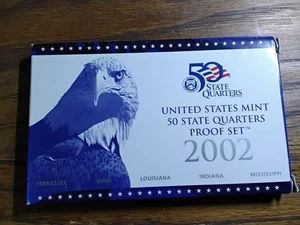 50
STATE
QUARTERS
UNITED STATES MINT
50 STATE QUARTERS
PROOF SET™
2002
TENNESSEE OHIO LOUISIANA INDIANA MISSISSIPPI